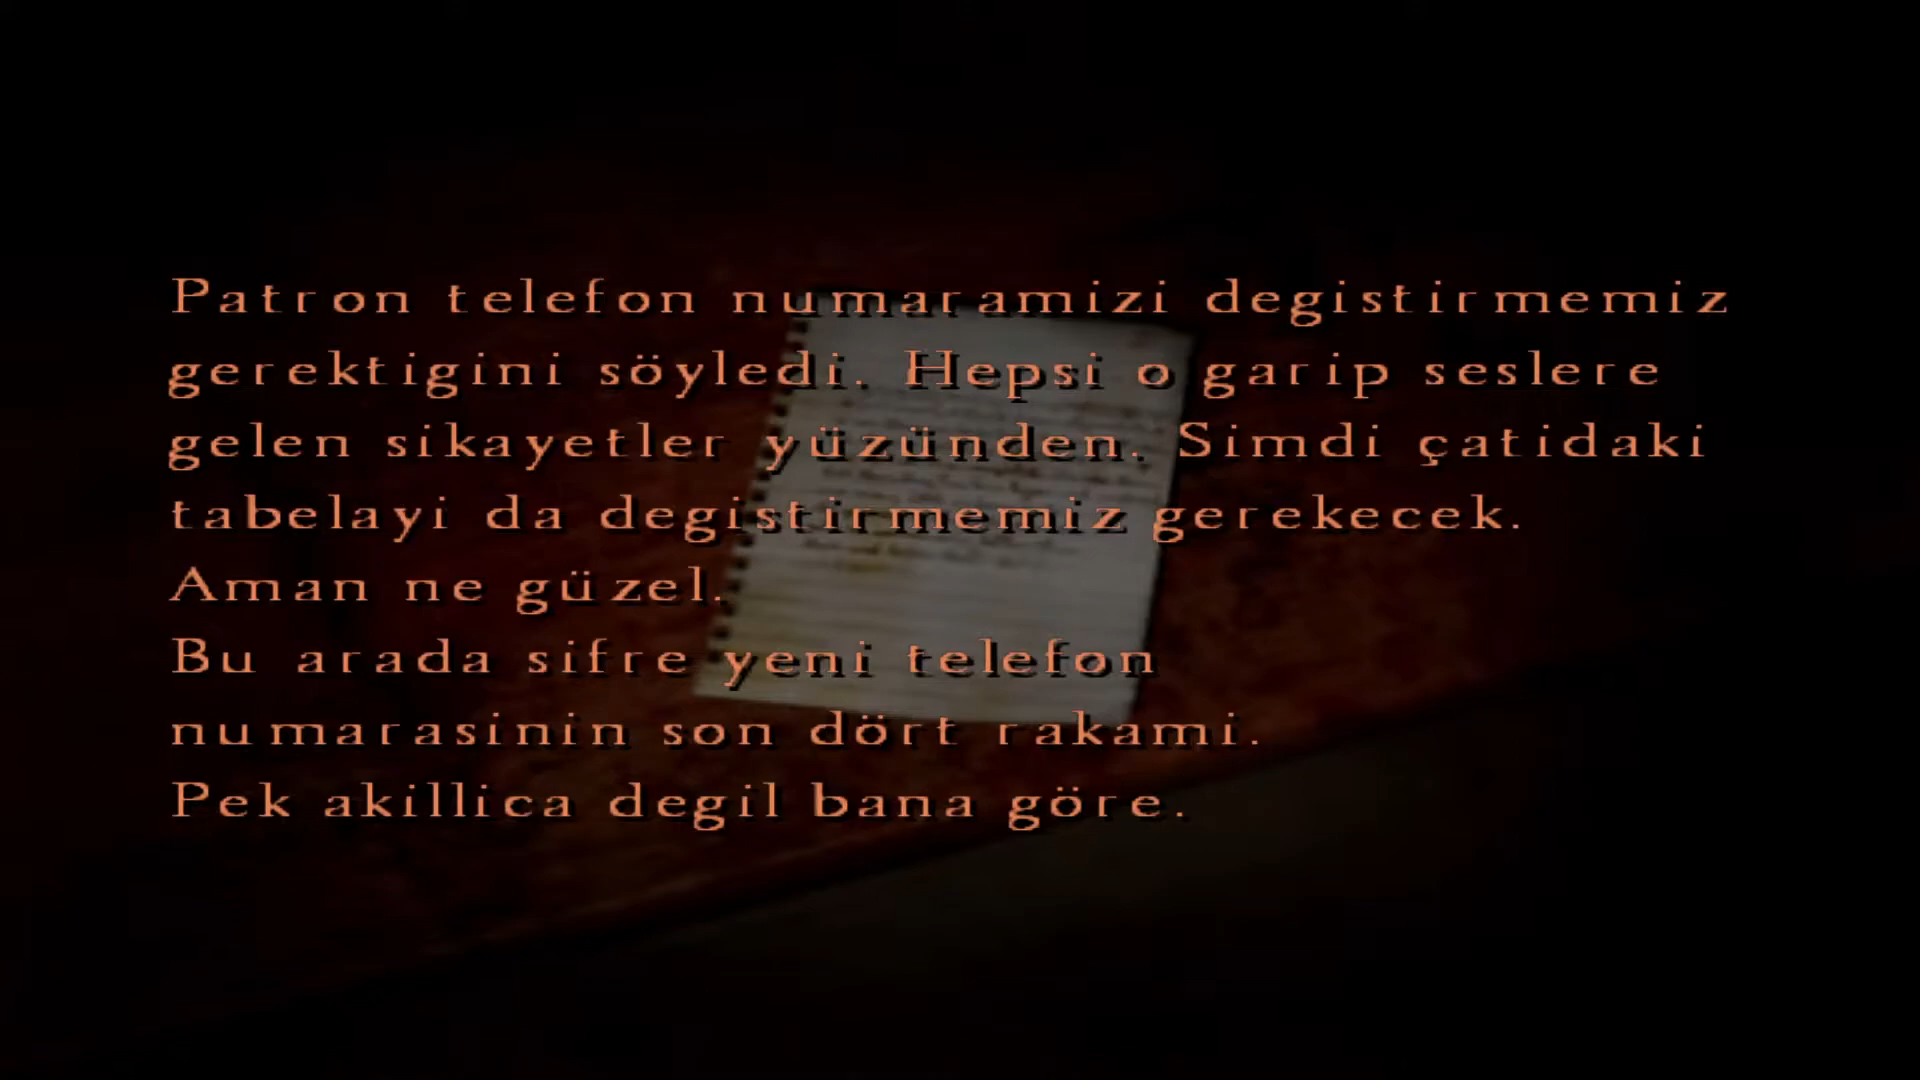 Patron telefon numaramizi degistirmemiz
gerektigini söyledi. Hepsi o garip seslere
gelen sikayetler yüzünden. Simdi çatidaki
tabelayi da degistirmemiz gerekecek.
Aman ne güzel.
Bu arada sifre yeni telefon
numarasinin son dört rakami.
Pek akillica degil bana göre.